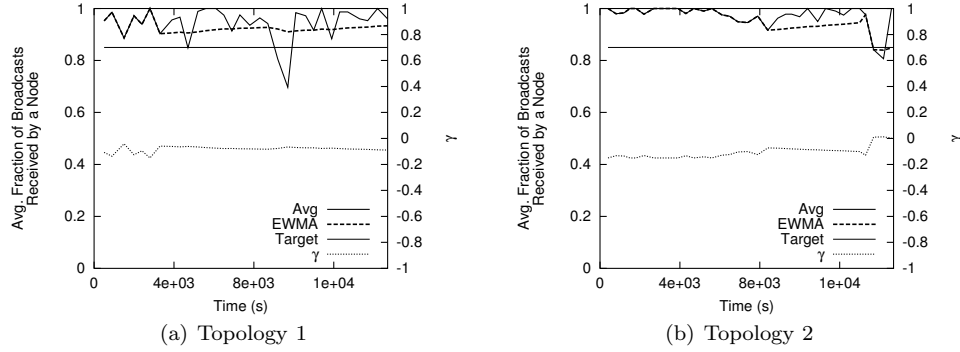 Avg. Fraction of Broadcasts
Received by a Node
1
0.8
0.6
0.4
0.2
0
1
0.8
0.6
0.4
0.2
0
-0.2
-0.4
-0.6
-0.8
-1
γ
Avg
EWMA
Target
γ
0 4e+03 8e+03 1e+04
Time (s)
(a) Topology 1
Avg. Fraction of Broadcasts
Received by a Node
1
0.8
0.6
0.4
0.2
0
1
0.8
0.6
0.4
0.2
0
-0.2
-0.4
-0.6
-0.8
-1
γ
Avg
EWMA
Target
γ
0 4e+03 8e+03 1e+04
Time (s)
(b) Topology 2